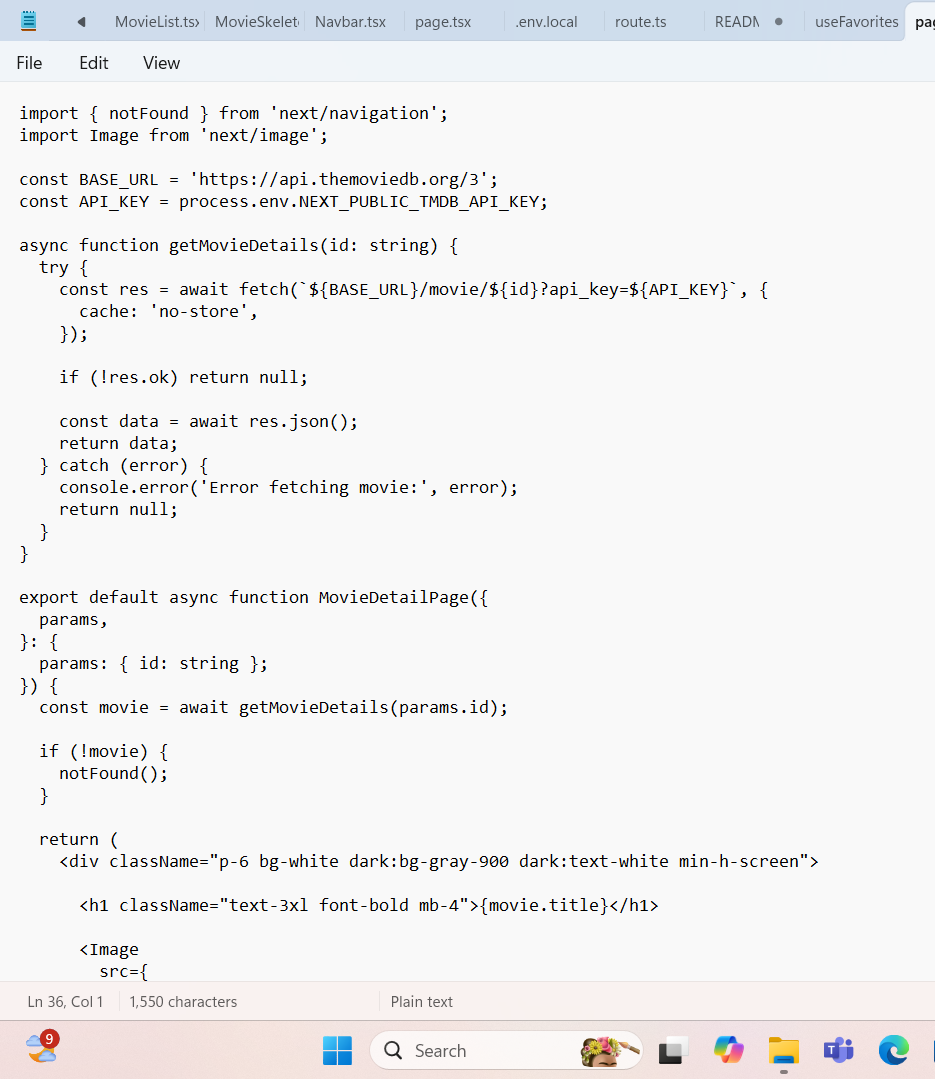 MovieList.tsx MovieSkelet Navbar.tsx page.tsx .env.local route.ts READM useFavorites pag
File Edit View
import { notFound } from 'next/navigation';
import Image from 'next/image';
const BASE_URL = 'https://api.themoviedb.org/3';
const API_KEY = process.env.NEXT_PUBLIC_TMDB_API_KEY;
async function getMovieDetails(id: string) {
  try {
    const res = await fetch(`${BASE_URL}/movie/${id}?api_key=${API_KEY}`, {
      cache: 'no-store',
    });
    if (!res.ok) return null;
    const data = await res.json();
    return data;
  } catch (error) {
    console.error('Error fetching movie:', error);
    return null;
  }
}
export default async function MovieDetailPage({
  params,
}: {
  params: { id: string };
}) {
  const movie = await getMovieDetails(params.id);
  if (!movie) {
    notFound();
  }
  return (
    <div className="p-6 bg-white dark:bg-gray-900 dark:text-white min-h-screen">
      <h1 className="text-3xl font-bold mb-4">{movie.title}</h1>
      <Image
        src={
Ln 36, Col 1 1,550 characters Plain text
9 Search